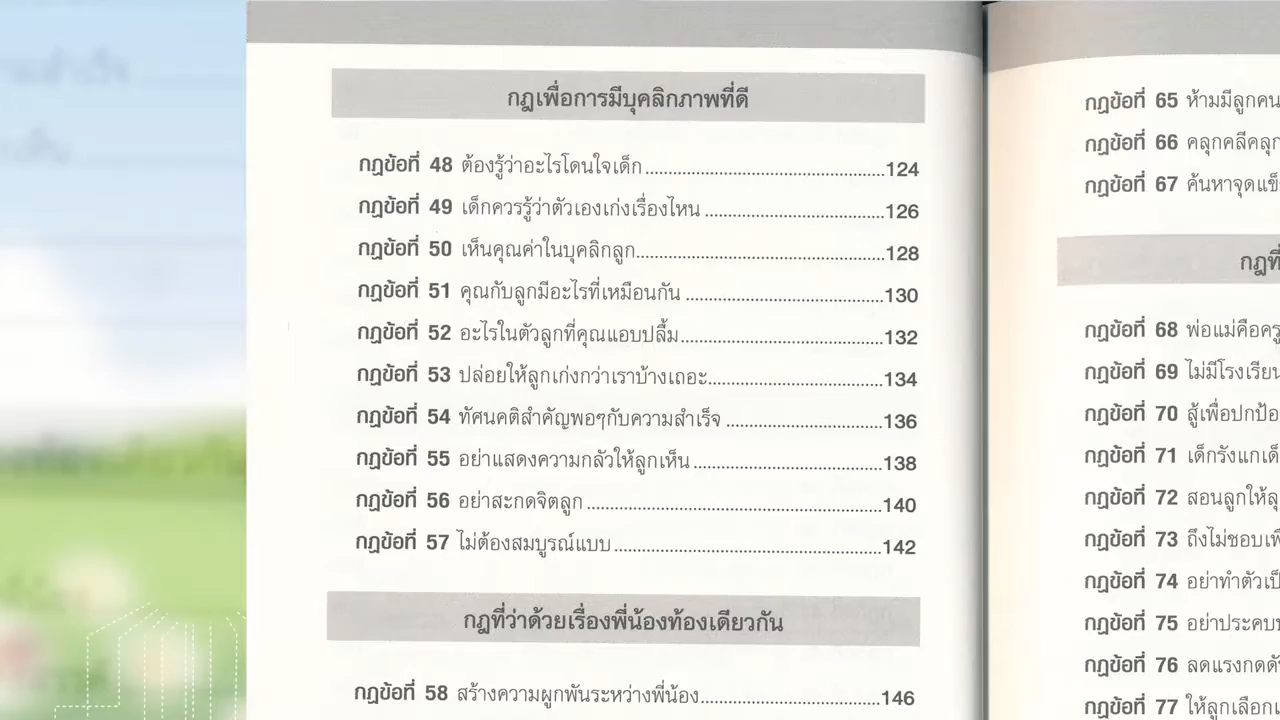 กฎเพื่อการมีบุคลิกภาพที่ดี
กฎข้อที่ 48 ต้องรู้ว่าอะไรโดนใจเด็ก..........124
กฎข้อที่ 49 เด็กควรรู้ว่าตัวเองเก่งเรื่องไหน..........126
กฎข้อที่ 50 เห็นคุณค่าในบุคลิกลูก..........128
กฎข้อที่ 51 คุณกับลูกมีอะไรที่เหมือนกัน..........130
กฎข้อที่ 52 อะไรในตัวลูกที่คุณแอบปลื้ม..........132
กฎข้อที่ 53 ปล่อยให้ลูกเก่งกว่าเราบ้างเถอะ..........134
กฎข้อที่ 54 ทัศนคติสำคัญพอๆกับความสำเร็จ..........136
กฎข้อที่ 55 อย่าแสดงความกลัวให้ลูกเห็น..........138
กฎข้อที่ 56 อย่าสะกดจิตลูก..........140
กฎข้อที่ 57 ไม่ต้องสมบูรณ์แบบ..........142
กฎที่ว่าด้วยเรื่องพี่น้องท้องเดียวกัน
กฎข้อที่ 58 สร้างความผูกพันระหว่างพี่น้อง..........146
กฎข้อที่ 65 ห้ามมีลูกคน
กฎข้อที่ 66 คลุกคลีคลุก
กฎข้อที่ 67 ค้นหาจุดแข็
กฎที่
กฎข้อที่ 68 พ่อแม่คือครู
กฎข้อที่ 69 ไม่มีโรงเรียน
กฎข้อที่ 70 สู้เพื่อปกป้อ
กฎข้อที่ 71 เด็กรังแกเด็
กฎข้อที่ 72 สอนลูกให้สุ
กฎข้อที่ 73 ถึงไม่ชอบเพื
กฎข้อที่ 74 อย่าทำตัวเป็
กฎข้อที่ 75 อย่าประคบ
กฎข้อที่ 76 ลดแรงกดดั
กฎข้อที่ 77 ให้ลูกเลือก